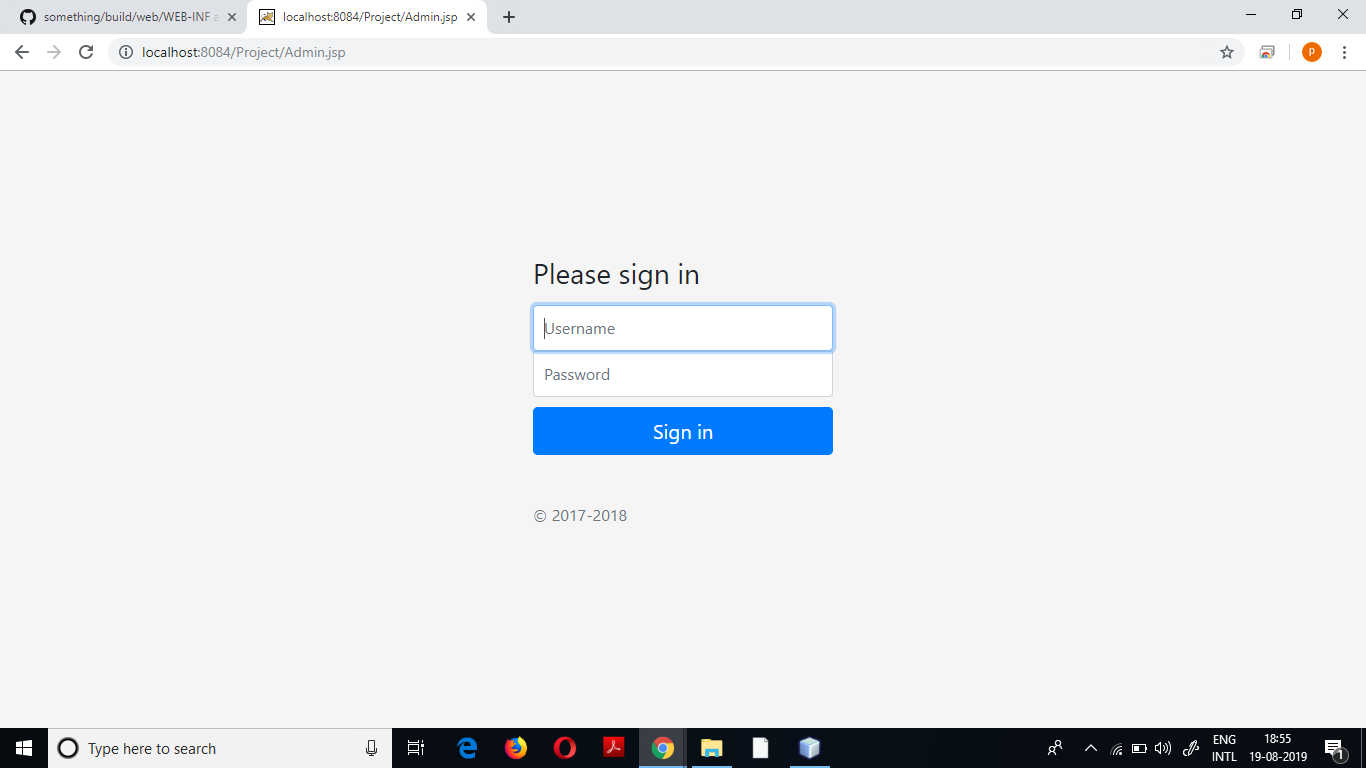 something/build/web/WEB-INF a
localhost:8084/Project/Admin.jsp
localhost:8084/Project/Admin.jsp
P
Please sign in
Username
Password
Sign in
© 2017-2018
Type here to search
ENG
INTL
18:55
19-08-2019
1